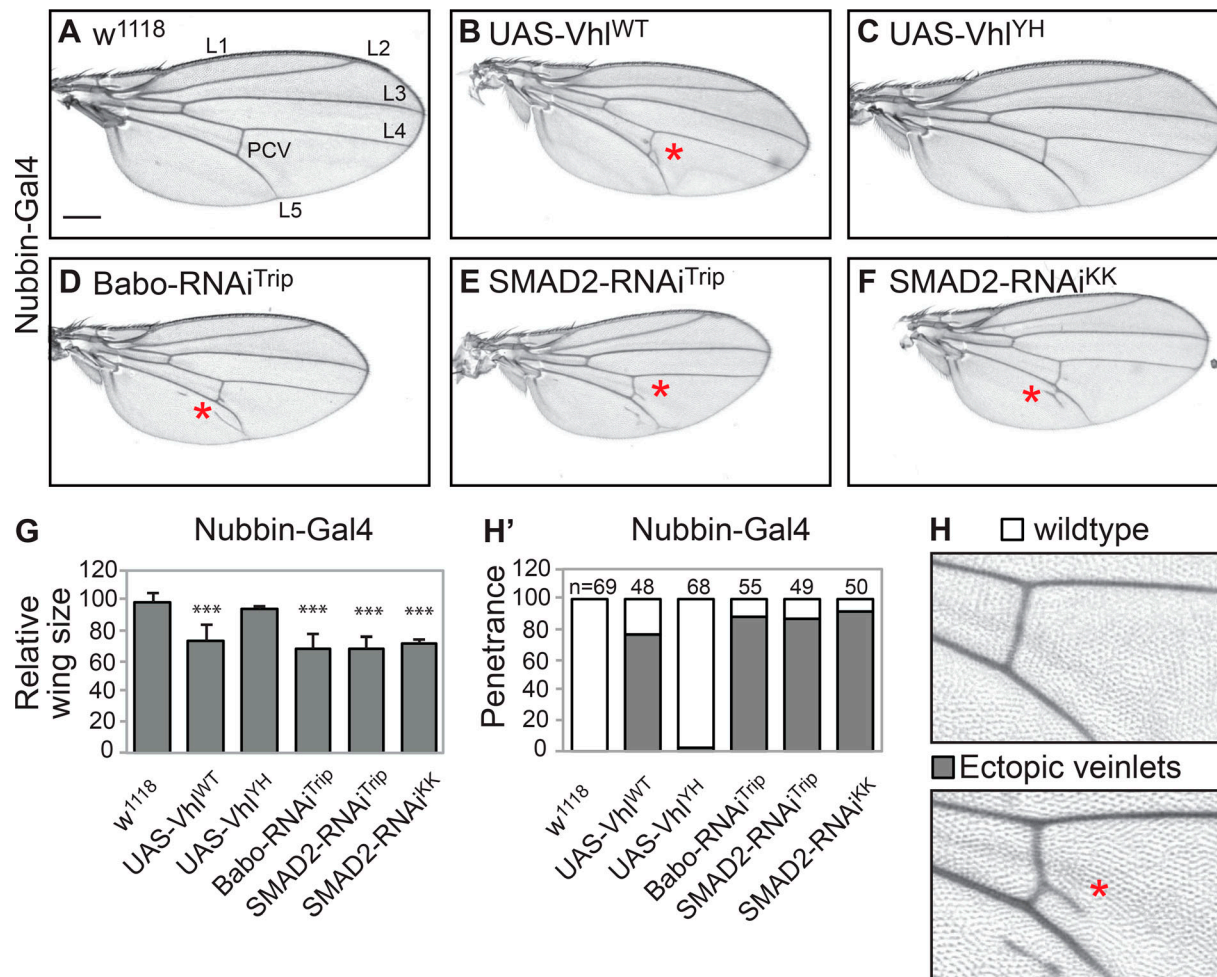 Nubbin-Gal4
A w¹¹¹⁸
L1
L2
L3
L4
PCV
L5
B UAS-Vhlᵂᵀ
*
C UAS-Vhlʸᴴ
D Babo-RNAiᵀʳⁱᵖ
*
E SMAD2-RNAiᵀʳⁱᵖ
*
F SMAD2-RNAiᴷᴷ
*
G Nubbin-Gal4
Relative
wing size
120
100
80
60
40
20
0
*** *** *** ***
w¹¹¹⁸
UAS-Vhlᵂᵀ
UAS-Vhlʸᴴ
Babo-RNAiᵀʳⁱᵖ
SMAD2-RNAiᵀʳⁱᵖ
SMAD2-RNAiᴷᴷ
H' Nubbin-Gal4
Penetrance
120
100
80
60
40
20
0
n=69 48 68 55 49 50
w¹¹¹⁸
UAS-Vhlᵂᵀ
UAS-Vhlʸᴴ
Babo-RNAiᵀʳⁱᵖ
SMAD2-RNAiᵀʳⁱᵖ
SMAD2-RNAiᴷᴷ
H wildtype
Ectopic veinlets
*